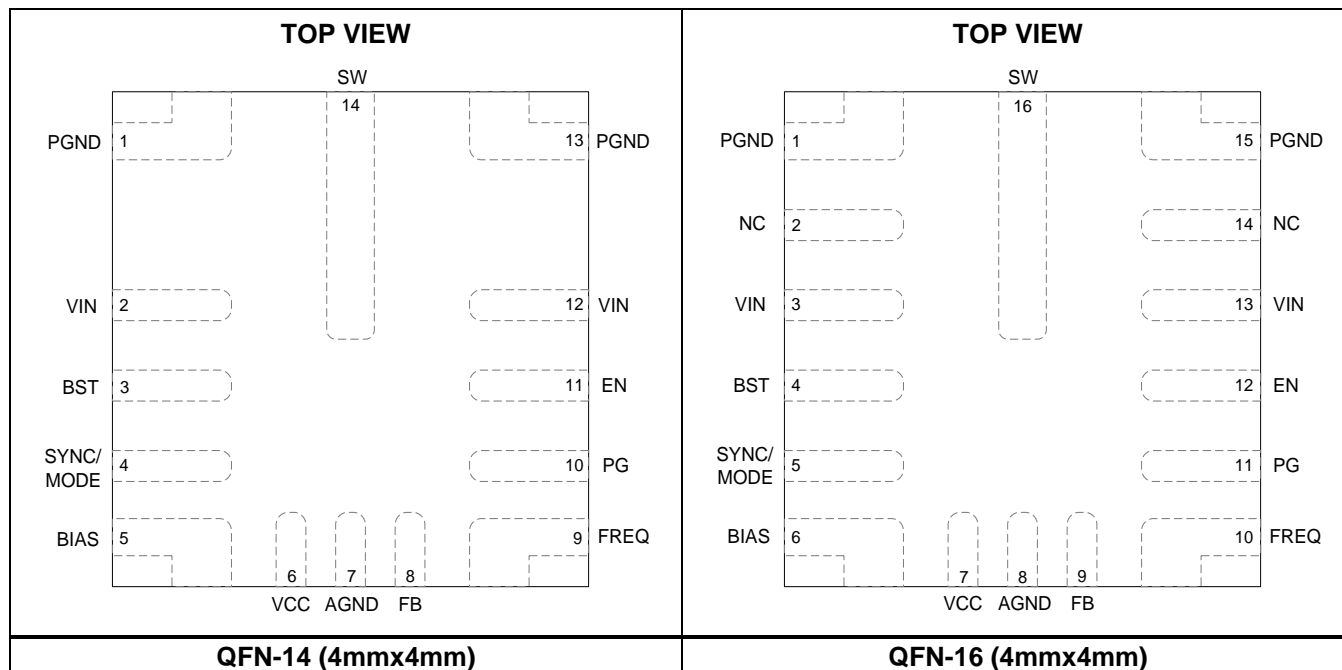 TOP VIEW
SW
14
PGND 1
13 PGND
VIN 2
12 VIN
BST 3
11 EN
SYNC/
MODE 4
10 PG
BIAS 5
9 FREQ
6 7 8
VCC AGND FB
QFN-14 (4mmx4mm)
TOP VIEW
SW
16
PGND 1
15 PGND
NC 2
14 NC
VIN 3
13 VIN
BST 4
12 EN
SYNC/
MODE 5
11 PG
BIAS 6
10 FREQ
7 8 9
VCC AGND FB
QFN-16 (4mmx4mm)